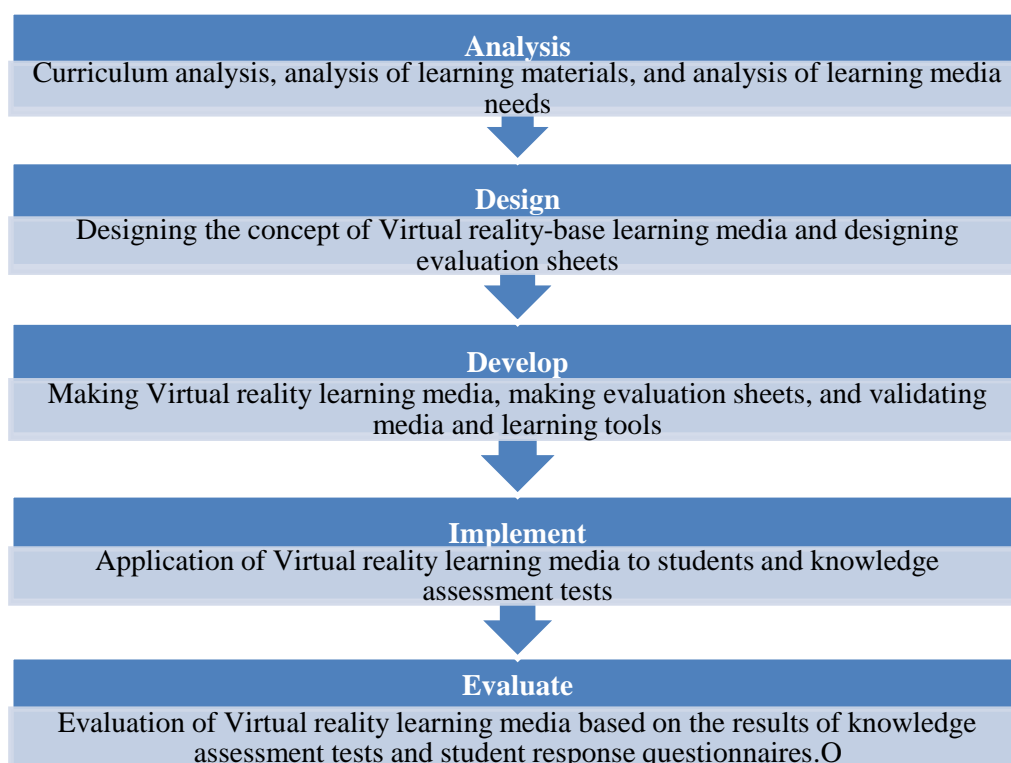 Analysis
Curriculum analysis, analysis of learning materials, and analysis of learning media
needs
Design
Designing the concept of Virtual reality-base learning media and designing
evaluation sheets
Develop
Making Virtual reality learning media, making evaluation sheets, and validating
media and learning tools
Implement
Application of Virtual reality learning media to students and knowledge
assessment tests
Evaluate
Evaluation of Virtual reality learning media based on the results of knowledge
assessment tests and student response questionnaires.O